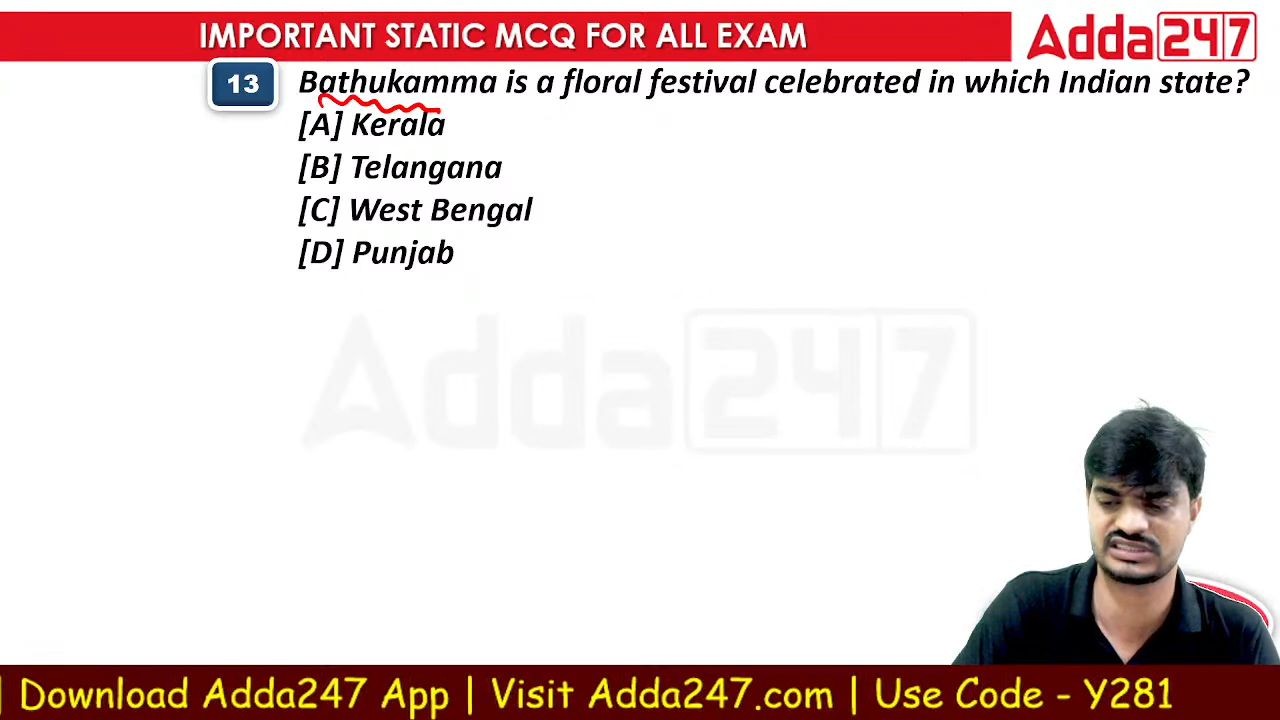 IMPORTANT STATIC MCQ FOR ALL EXAM
Adda247
13 Bathukamma is a floral festival celebrated in which Indian state?
[A] Kerala
[B] Telangana
[C] West Bengal
[D] Punjab
Adda247
| Download Adda247 App | Visit Adda247.com | Use Code - Y281